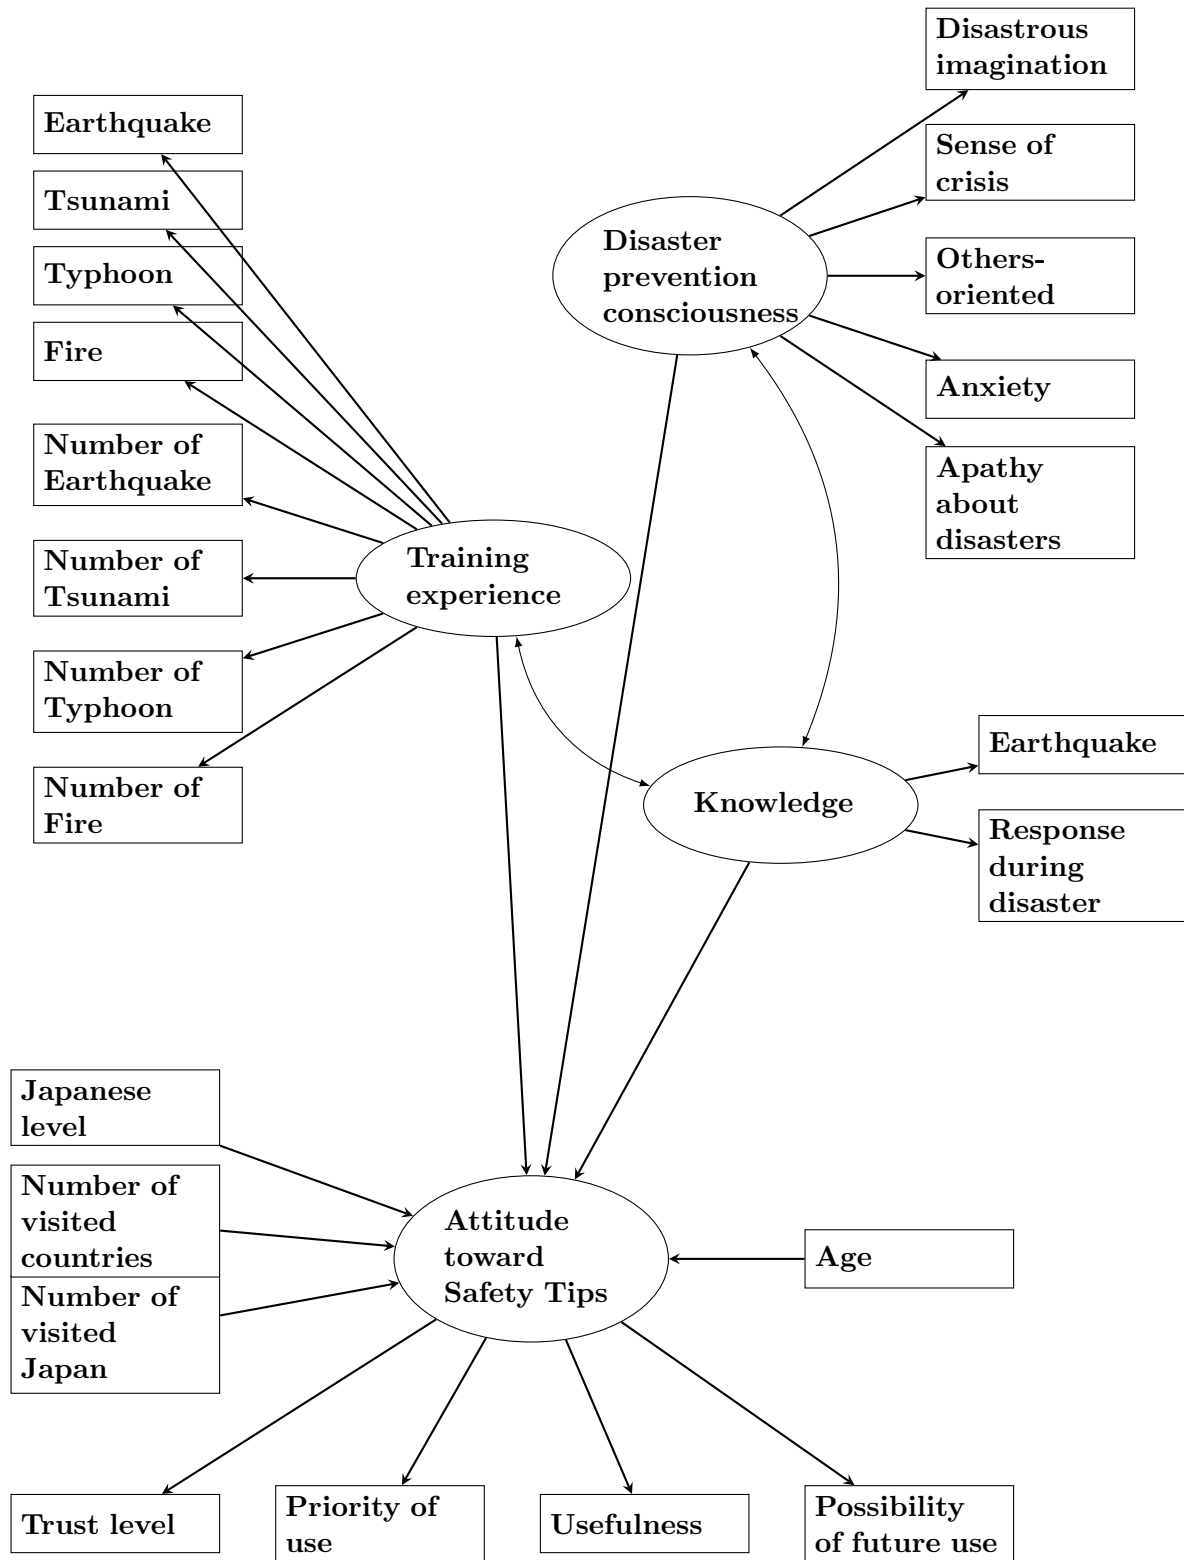 Disastrous
imagination
Earthquake
Sense of
crisis
Tsunami
Disaster
prevention
consciousness
Others-
oriented
Typhoon
Fire
Anxiety
Number of
Earthquake
Apathy
about
disasters
Number of
Tsunami
Training
experience
Number of
Typhoon
Earthquake
Number of
Fire
Knowledge
Response
during
disaster
Japanese
level
Number of
visited
countries
Attitude
toward
Safety Tips
Age
Number of
visited
Japan
Trust level
Priority of
use
Usefulness
Possibility
of future use